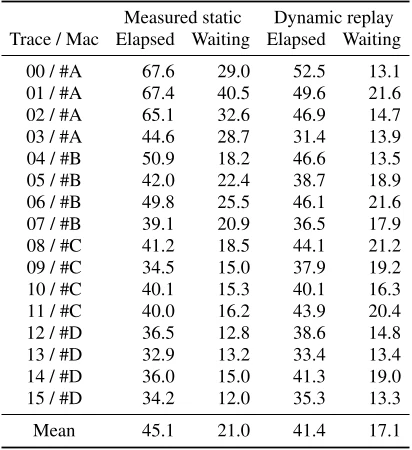 Measured static Dynamic replay
Trace / Mac Elapsed Waiting Elapsed Waiting
00 / #A 67.6 29.0 52.5 13.1
01 / #A 67.4 40.5 49.6 21.6
02 / #A 65.1 32.6 46.9 14.7
03 / #A 44.6 28.7 31.4 13.9
04 / #B 50.9 18.2 46.6 13.5
05 / #B 42.0 22.4 38.7 18.9
06 / #B 49.8 25.5 46.1 21.6
07 / #B 39.1 20.9 36.5 17.9
08 / #C 41.2 18.5 44.1 21.2
09 / #C 34.5 15.0 37.9 19.2
10 / #C 40.1 15.3 40.1 16.3
11 / #C 40.0 16.2 43.9 20.4
12 / #D 36.5 12.8 38.6 14.8
13 / #D 32.9 13.2 33.4 13.4
14 / #D 36.0 15.0 41.3 19.0
15 / #D 34.2 12.0 35.3 13.3
Mean 45.1 21.0 41.4 17.1